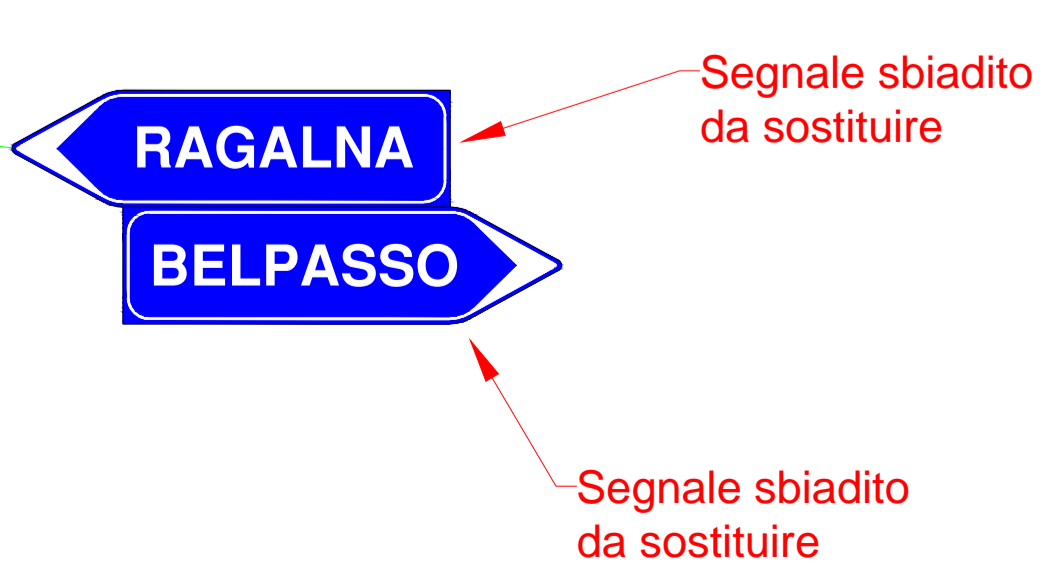 Segnale sbiadito
da sostituire
RAGALNA
BELPASSO
Segnale sbiadito
da sostituire